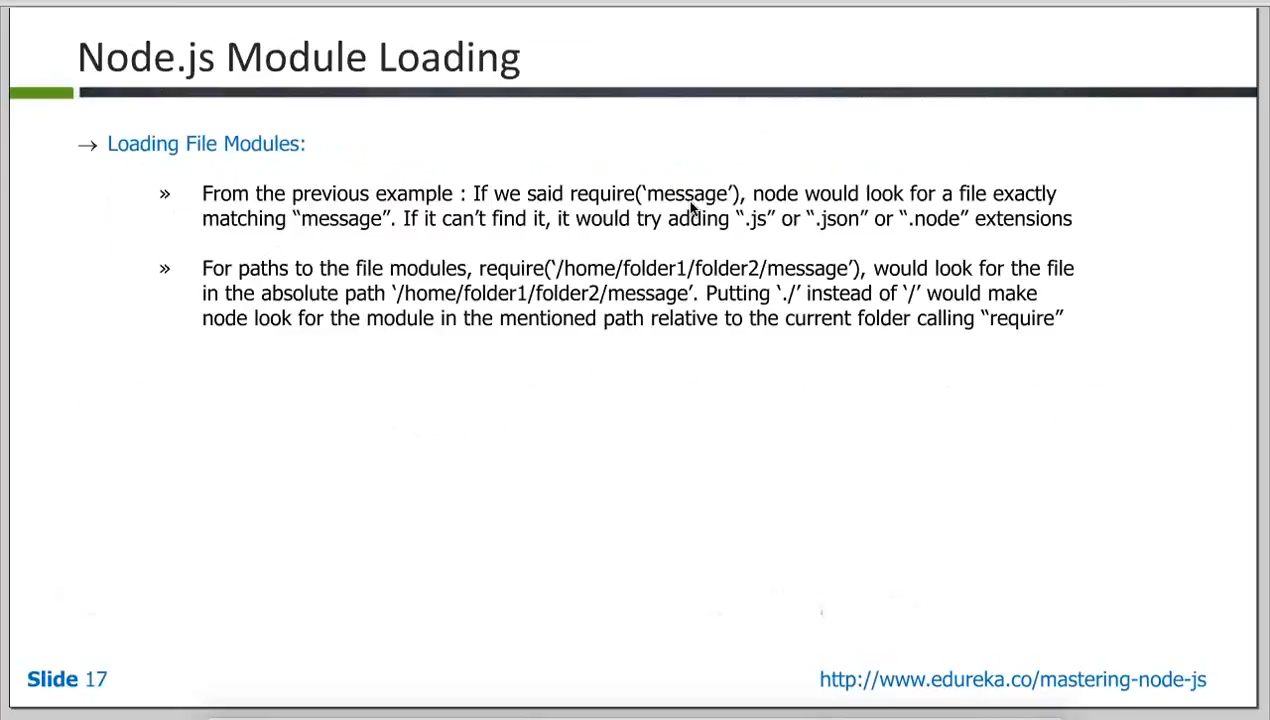 Node.js Module Loading
→ Loading File Modules:
» From the previous example : If we said require(‘message’), node would look for a file exactly
matching “message”. If it can’t find it, it would try adding “.js” or “.json” or “.node” extensions
» For paths to the file modules, require(‘/home/folder1/folder2/message’), would look for the file
in the absolute path ‘/home/folder1/folder2/message’. Putting ‘./’ instead of ‘/’ would make
node look for the module in the mentioned path relative to the current folder calling “require”
Slide 17
http://www.edureka.co/mastering-node-js